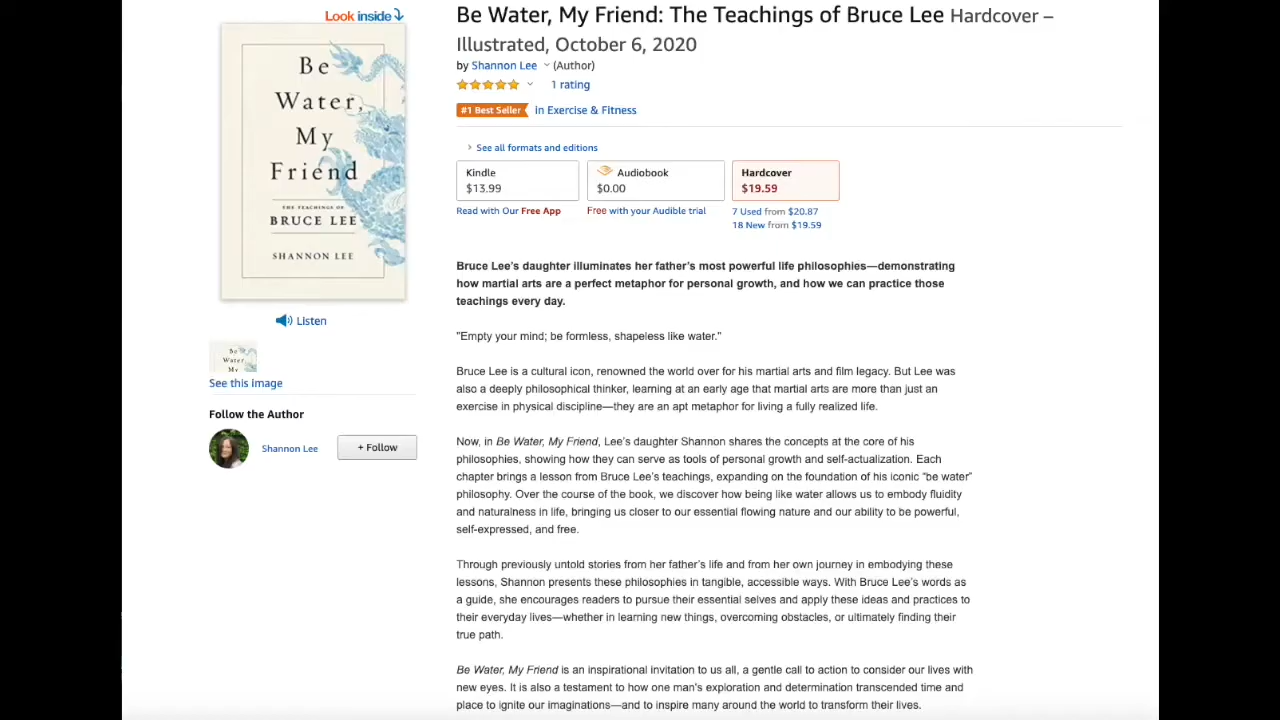 Look inside
Be Water, My Friend: The Teachings of Bruce Lee Hardcover –
Illustrated, October 6, 2020
by Shannon Lee (Author)
1 rating
#1 Best Seller in Exercise & Fitness
See all formats and editions
Kindle
$13.99
Read with Our Free App
Audiobook
$0.00
Free with your Audible trial
Hardcover
$19.59
7 Used from $20.87
18 New from $19.59
Be
Water,
My
Friend
THE TEACHINGS OF
BRUCE LEE
SHANNON LEE
Listen
Be
Water,
My
See this image
Follow the Author
Shannon Lee
+ Follow
Bruce Lee's daughter illuminates her father's most powerful life philosophies—demonstrating
how martial arts are a perfect metaphor for personal growth, and how we can practice those
teachings every day.
"Empty your mind; be formless, shapeless like water."
Bruce Lee is a cultural icon, renowned the world over for his martial arts and film legacy. But Lee was
also a deeply philosophical thinker, learning at an early age that martial arts are more than just an
exercise in physical discipline—they are an apt metaphor for living a fully realized life.
Now, in Be Water, My Friend, Lee's daughter Shannon shares the concepts at the core of his
philosophies, showing how they can serve as tools of personal growth and self-actualization. Each
chapter brings a lesson from Bruce Lee's teachings, expanding on the foundation of his iconic "be water"
philosophy. Over the course of the book, we discover how being like water allows us to embody fluidity
and naturalness in life, bringing us closer to our essential flowing nature and our ability to be powerful,
self-expressed, and free.
Through previously untold stories from her father's life and from her own journey in embodying these
lessons, Shannon presents these philosophies in tangible, accessible ways. With Bruce Lee's words as
a guide, she encourages readers to pursue their essential selves and apply these ideas and practices to
their everyday lives—whether in learning new things, overcoming obstacles, or ultimately finding their
true path.
Be Water, My Friend is an inspirational invitation to us all, a gentle call to action to consider our lives with
new eyes. It is also a testament to how one man's exploration and determination transcended time and
place to ignite our imaginations—and to inspire many around the world to transform their lives.